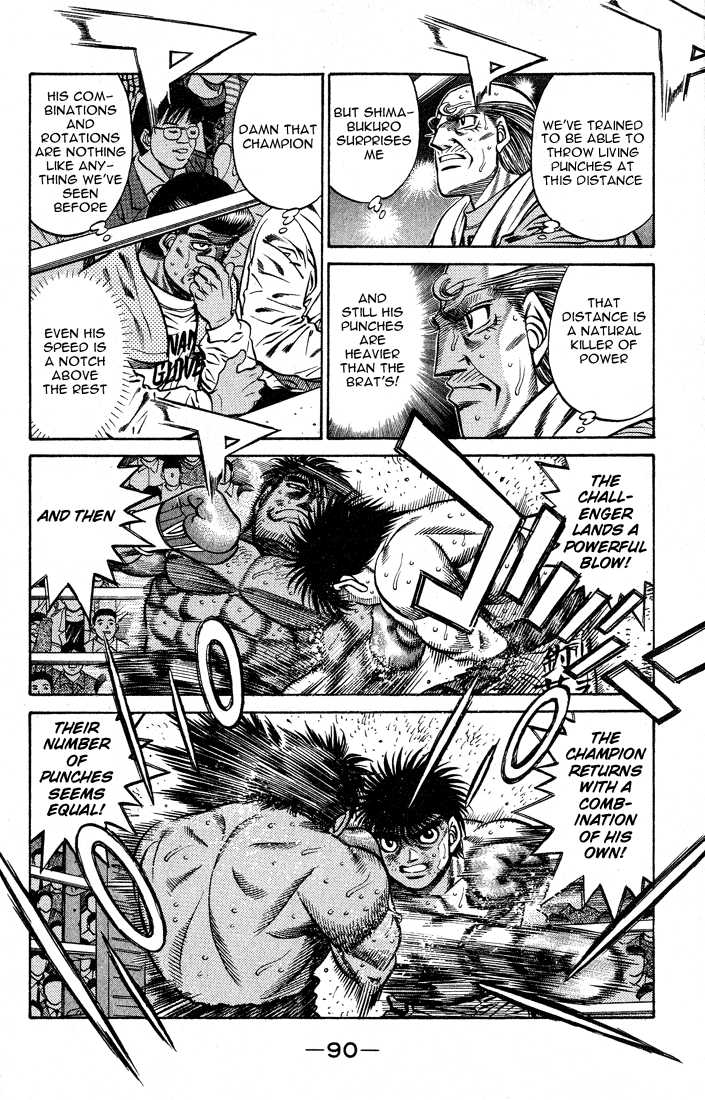 WE'VE TRAINED
TO BE ABLE TO
THROW LIVING
PUNCHES AT
THIS DISTANCE
BUT SHIMA-
BUKURO
SURPRISES
ME
THAT
DISTANCE IS
A NATURAL
KILLER OF
POWER
AND
STILL HIS
PUNCHES
ARE
HEAVIER
THAN THE
BRAT'S!
DAMN THAT
CHAMPION
HIS COM-
BINATIONS
AND
ROTATIONS
ARE NOTHING
LIKE ANY-
THING WE'VE
SEEN
BEFORE
EVEN HIS
SPEED IS
A NOTCH
ABOVE
THE REST
THE
CHALL-
ENGER
LANDS A
POWERFUL
BLOW!
AND THEN
THE
CHAMPION
RETURNS
WITH A
COMB-
INATION
OF HIS
OWN!
THEIR
NUMBER OF
PUNCHES
SEEMS
EQUAL!
—90—